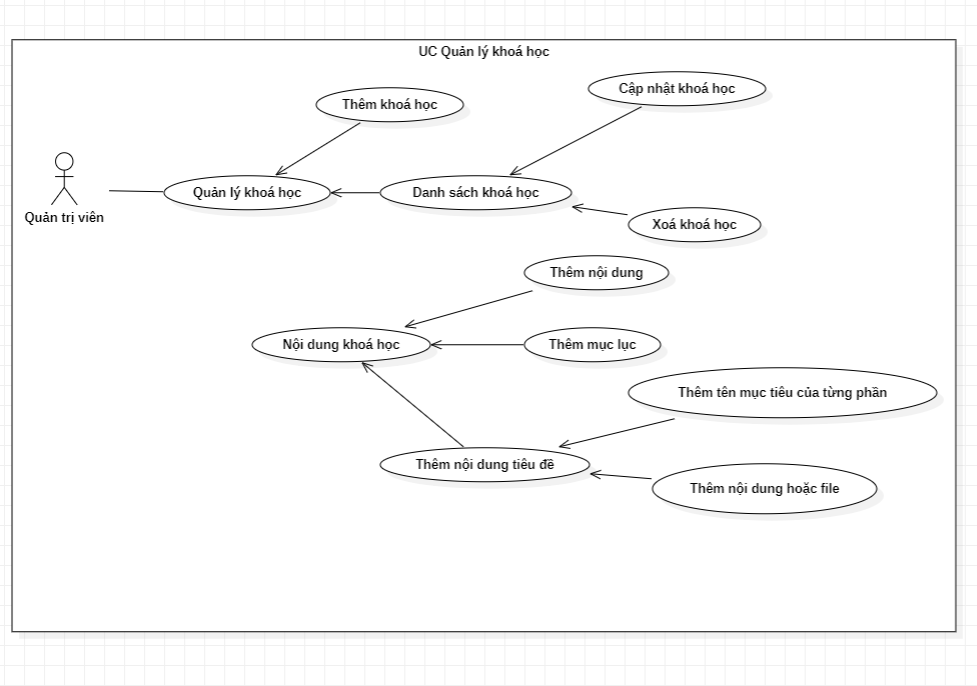 UC Quản lý khoá học
Cập nhật khoá học
Thêm khoá học
Quản trị viên
Quản lý khoá học
Danh sách khoá học
Xoá khoá học
Thêm nội dung
Nội dung khoá học
Thêm mục lục
Thêm tên mục tiêu của từng phần
Thêm nội dung tiêu đề
Thêm nội dung hoặc file